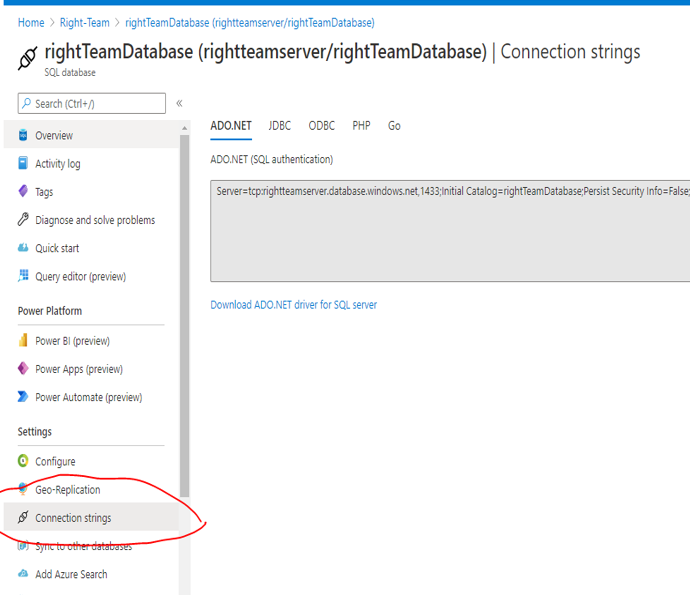 Home > Right-Team > rightTeamDatabase (rightteamserver/rightTeamDatabase)
rightTeamDatabase (rightteamserver/rightTeamDatabase) | Connection strings
SQL database
Search (Ctrl+/)
«
Overview
Activity log
Tags
Diagnose and solve problems
Quick start
Query editor (preview)
Power Platform
Power BI (preview)
Power Apps (preview)
Power Automate (preview)
Settings
Configure
Geo-Replication
Connection strings
Sync to other databases
Add Azure Search
ADO.NET JDBC ODBC PHP Go
ADO.NET (SQL authentication)
Server=tcp:rightteamserver.database.windows.net,1433;Initial Catalog=rightTeamDatabase;Persist Security Info=False;
Download ADO.NET driver for SQL server